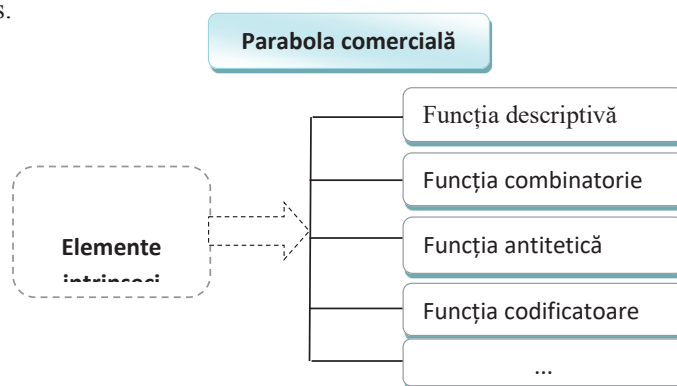 s.
Parabola comercială
Funcția descriptivă
Funcția combinatorie
Elemente
Funcția antitetică
Funcția codificatoare
...